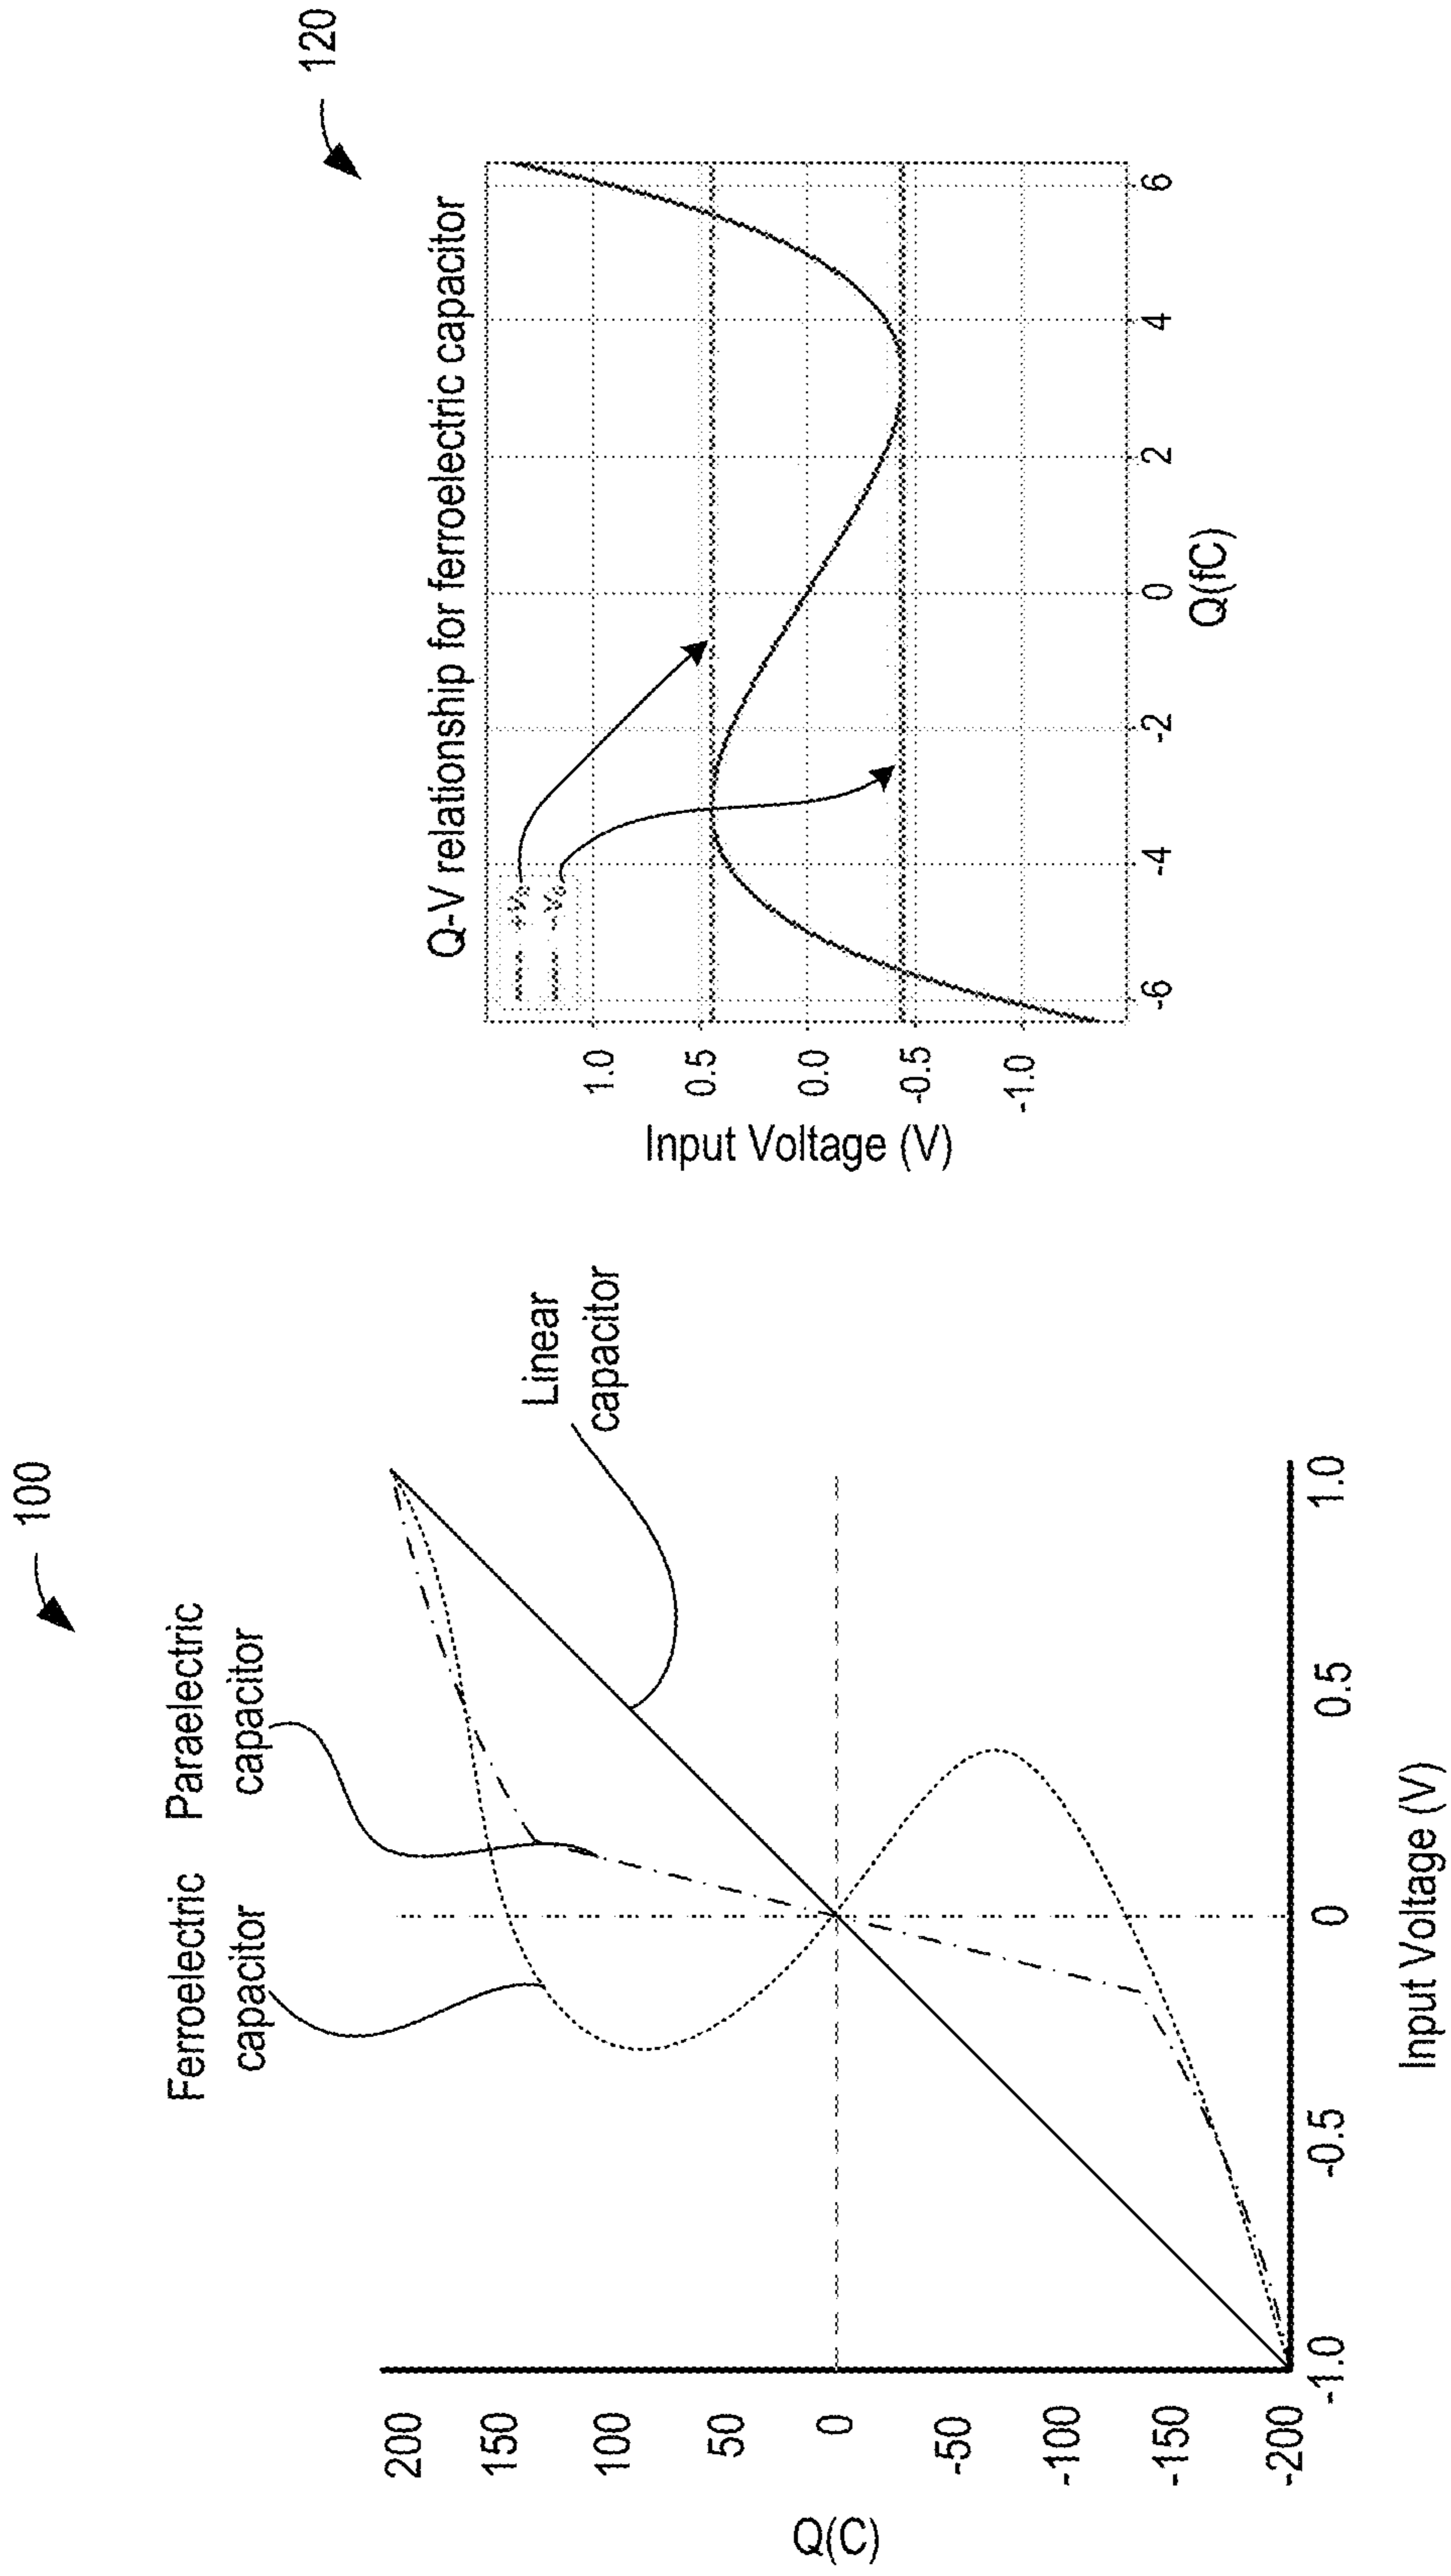 100
Ferroelectric
capacitor
Paraelectric
capacitor
Linear
capacitor
Q(C)
200
150
100
50
0
-50
-100
-150
-200
-1.0
-0.5
0
0.5
1.0
Input Voltage (V)
120
Q-V relationship for ferroelectric capacitor
Input Voltage (V)
1.0
0.5
0.0
-0.5
-1.0
-6
-4
-2
0
2
4
6
Q(fC)